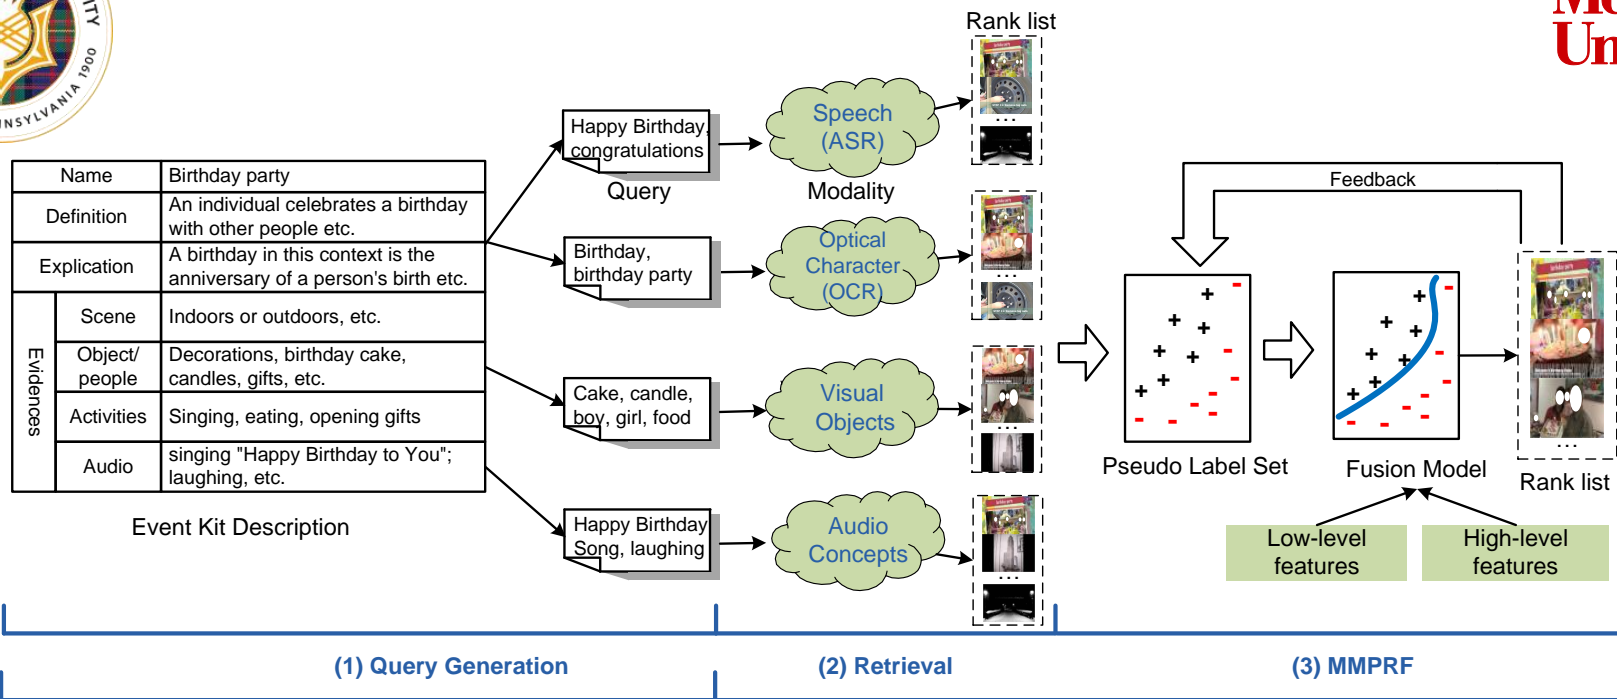 Rank list
Happy Birthday,
congratulations
Query
Speech
(ASR)
Modality
Name
Birthday party
Definition
An individual celebrates a birthday
with other people etc.
Explication
A birthday in this context is the
anniversary of a person's birth etc.
Evidences
Scene
Indoors or outdoors, etc.
Object/
people
Decorations, birthday cake,
candles, gifts, etc.
Activities
Singing, eating, opening gifts
Audio
singing "Happy Birthday to You";
laughing, etc.
Event Kit Description
Birthday,
birthday party
Optical
Character
(OCR)
Cake, candle,
boy, girl, food
Visual
Objects
Happy Birthday
Song, laughing
Audio
Concepts
...
...
...
...
Feedback
Pseudo Label Set
Fusion Model
...
Rank list
Low-level
features
High-level
features
(1) Query Generation
(2) Retrieval
(3) MMPRF
1900